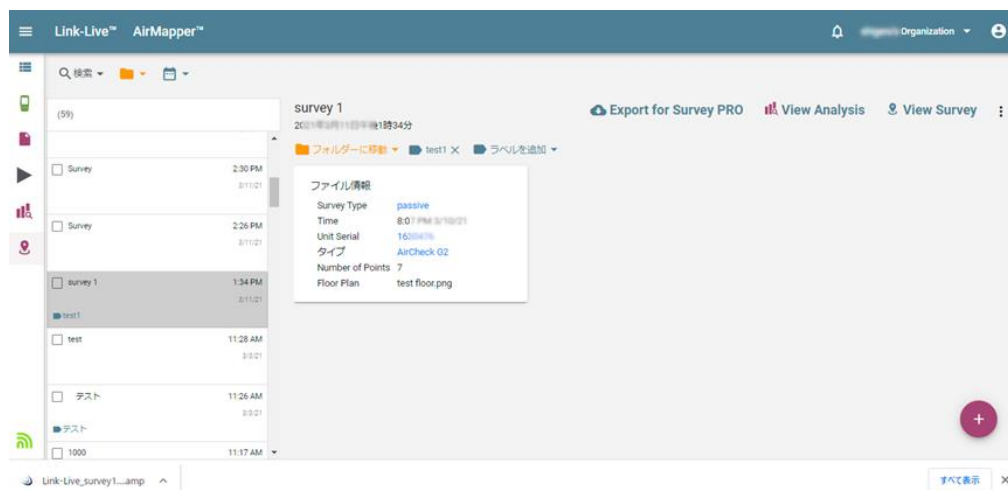 Link-Live™ AirMapper™
Organization
検索
(59)
Survey 2:30 PM
3/11/21
Survey 2:26 PM
3/11/21
survey 1 1:34 PM
3/11/21
test1
test 11:28 AM
3/3/21
テスト 11:26 AM
3/3/21
テスト
1000 11:17 AM
survey 1
1時34分
Export for Survey PRO View Analysis View Survey
フォルダーに移動 test1 ラベルを追加
ファイル情報
Survey Type passive
Time 8:07 PM 3/10/21
Unit Serial
タイプ AirCheck G2
Number of Points 7
Floor Plan test floor.png
Link-Live_survey1....amp
すべて表示